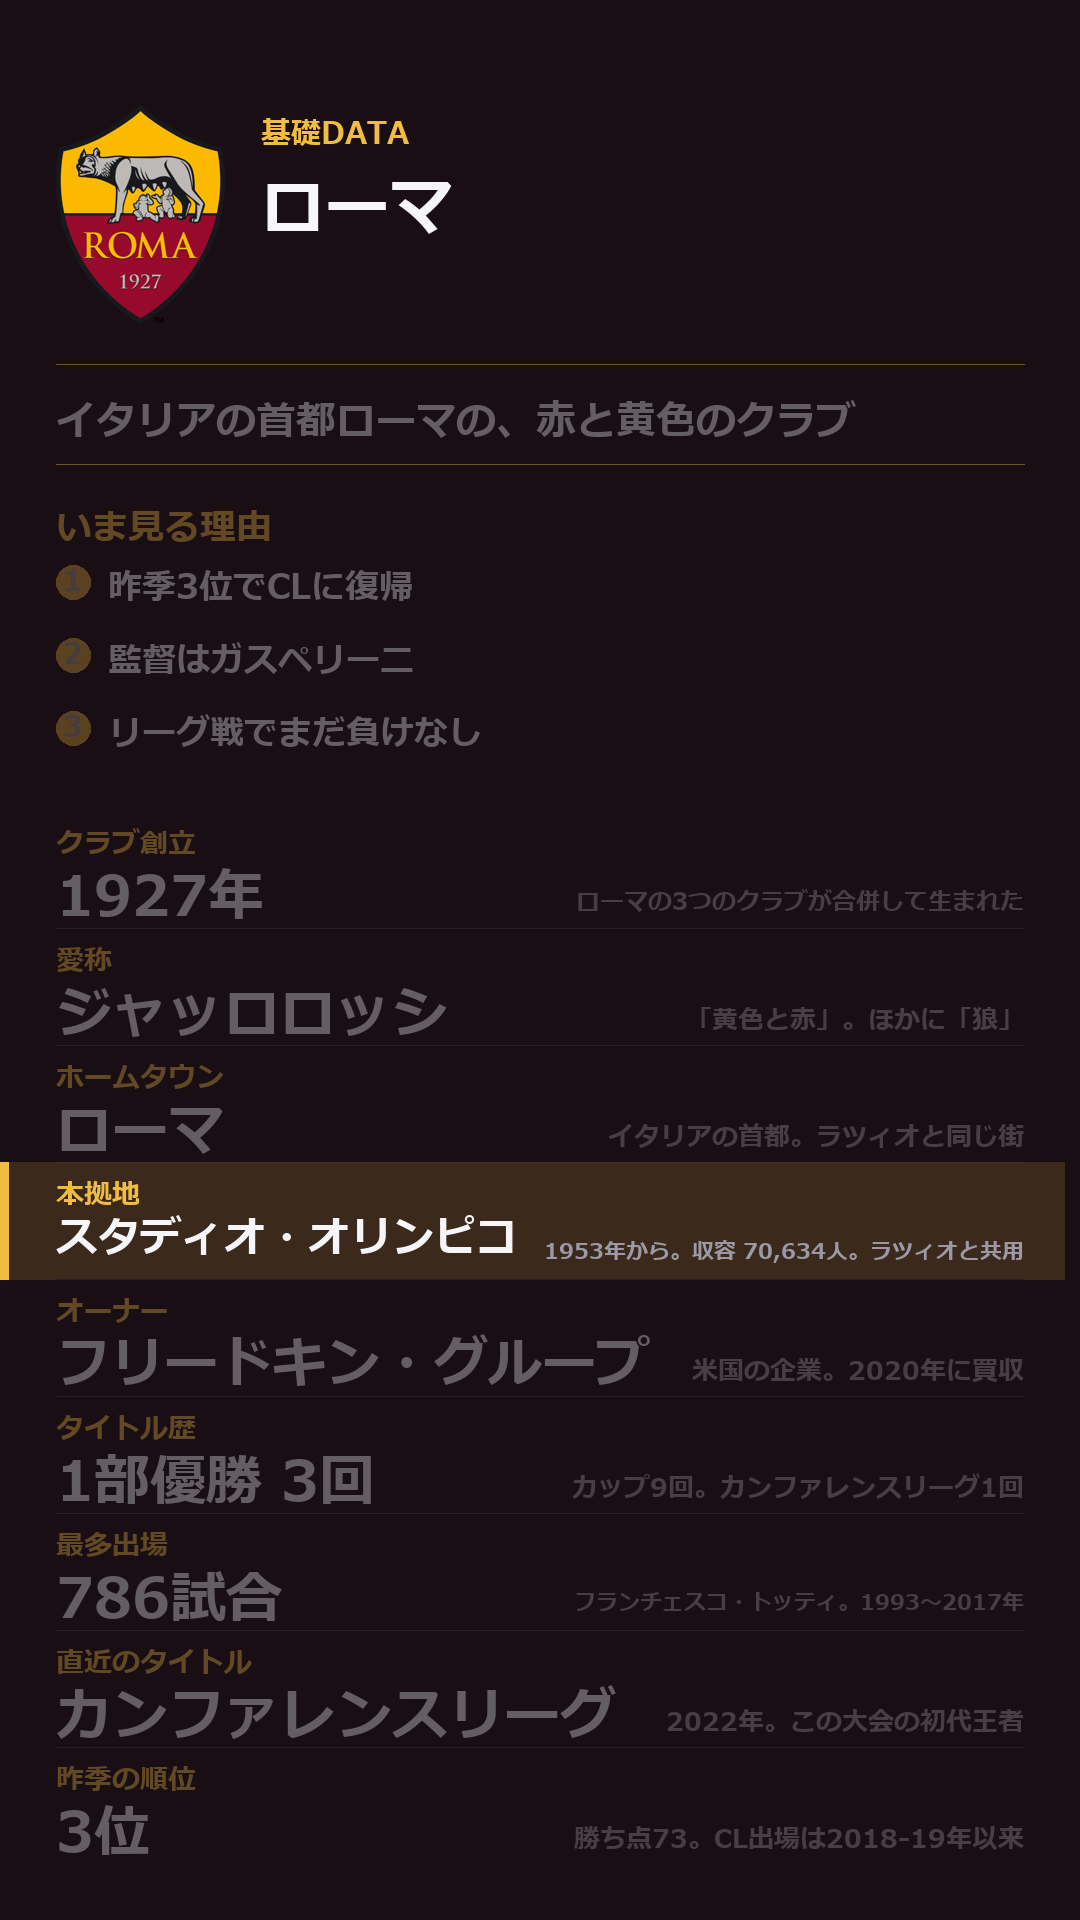 基礎DATA
ローマ
ROMA
1927
TM
イタリアの首都ローマの、赤と黄色のクラブ
いま見る理由
1 昨季3位でCLに復帰
2 監督はガスペリーニ
3 リーグ戦でまだ負けなし
クラブ創立
1927年 ローマの3つのクラブが合併して生まれた
愛称
ジャッロロッシ 「黄色と赤」。ほかに「狼」
ホームタウン
ローマ イタリアの首都。ラツィオと同じ街
本拠地
スタディオ・オリンピコ 1953年から。収容 70,634人。ラツィオと共用
オーナー
フリードキン・グループ 米国の企業。2020年に買収
タイトル歴
1部優勝 3回 カップ9回。カンファレンスリーグ1回
最多出場
786試合 フランチェスコ・トッティ。1993〜2017年
直近のタイトル
カンファレンスリーグ 2022年。この大会の初代王者
昨季の順位
3位 勝ち点73。CL出場は2018-19年以来